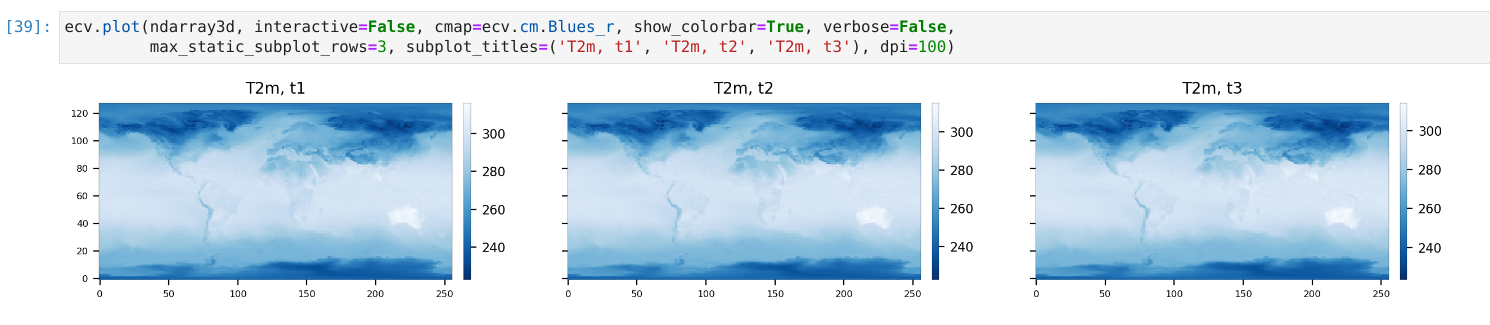 [39]: ecv.plot(ndarray3d, interactive=False, cmap=ecv.cm.Blues_r, show_colorbar=True, verbose=False,
max_static_subplot_rows=3, subplot_titles=('T2m, t1', 'T2m, t2', 'T2m, t3'), dpi=100)
T2m, t1
120
100
80
60
40
20
0
0 50 100 150 200 250
300
280
260
240
T2m, t2
0 50 100 150 200 250
300
280
260
240
T2m, t3
0 50 100 150 200 250
300
280
260
240